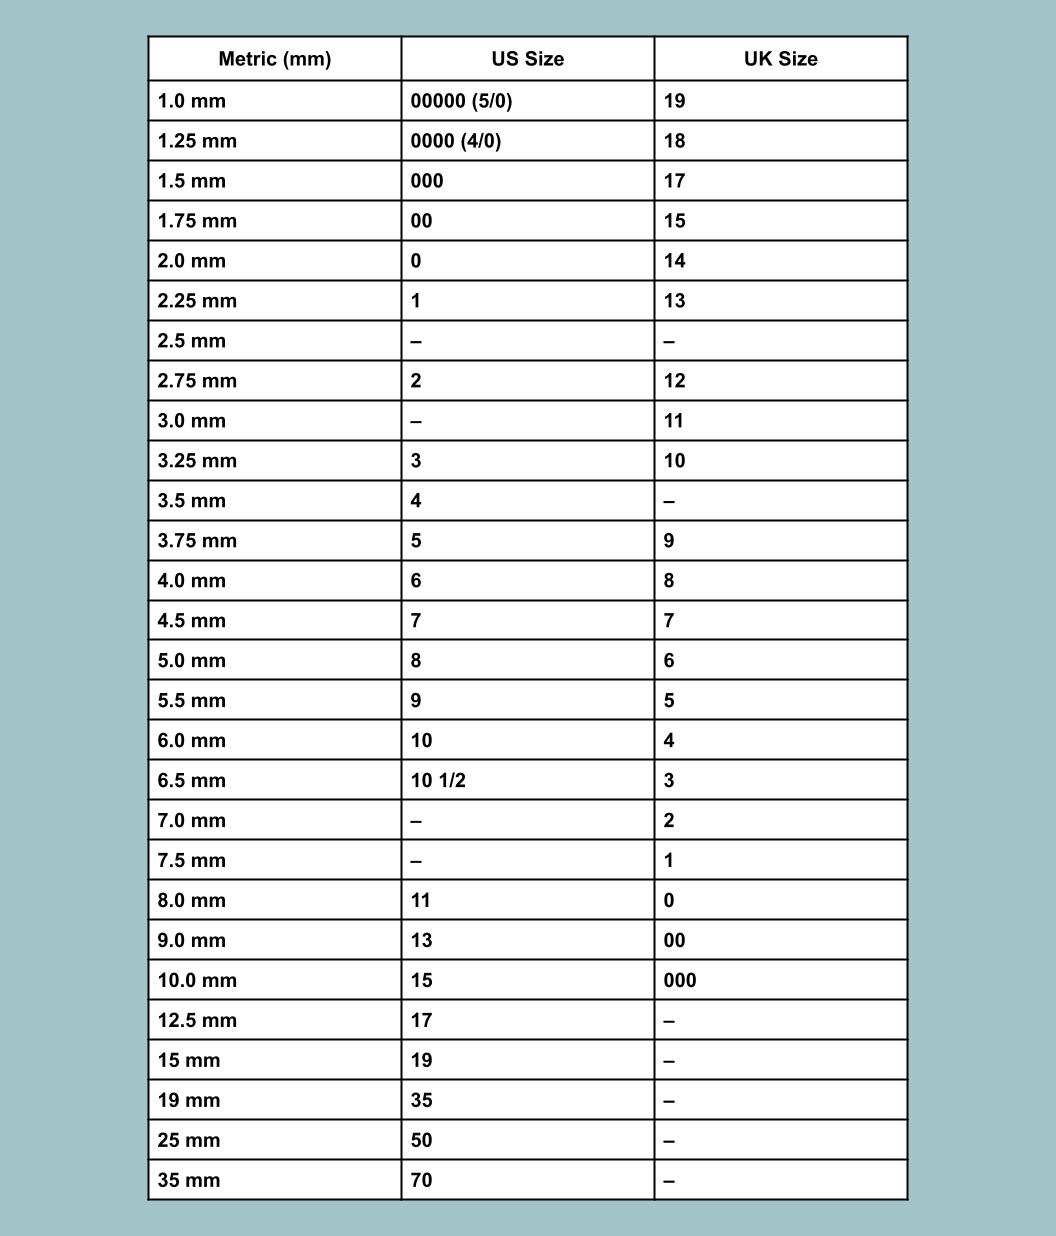 Metric (mm) US Size UK Size
1.0 mm 00000 (5/0) 19
1.25 mm 0000 (4/0) 18
1.5 mm 000 17
1.75 mm 00 15
2.0 mm 0 14
2.25 mm 1 13
2.5 mm – –
2.75 mm 2 12
3.0 mm – 11
3.25 mm 3 10
3.5 mm 4 –
3.75 mm 5 9
4.0 mm 6 8
4.5 mm 7 7
5.0 mm 8 6
5.5 mm 9 5
6.0 mm 10 4
6.5 mm 10 1/2 3
7.0 mm – 2
7.5 mm – 1
8.0 mm 11 0
9.0 mm 13 00
10.0 mm 15 000
12.5 mm 17 –
15 mm 19 –
19 mm 35 –
25 mm 50 –
35 mm 70 –